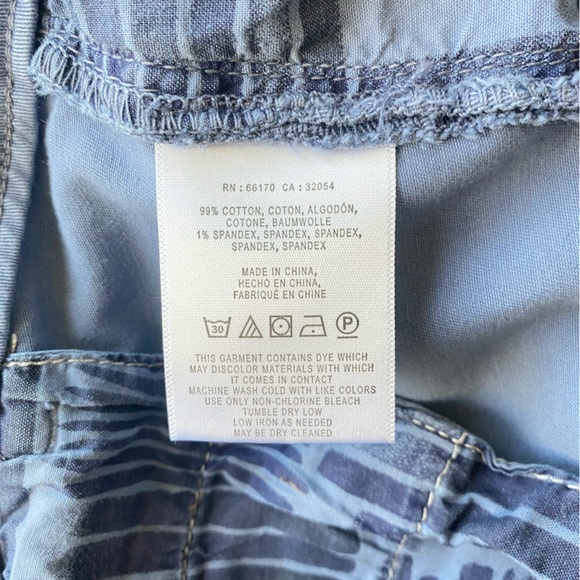 RN : 66170 CA : 32054
99% COTTON, COTON, ALGODÓN,
COTONE, BAUMWOLLE
1% SPANDEX, SPANDEX, SPANDEX,
SPANDEX, SPANDEX
MADE IN CHINA,
HECHO EN CHINA,
FABRIQUÉ EN CHINE
30 P
THIS GARMENT CONTAINS DYE WHICH
MAY DISCOLOR MATERIALS WITH WHICH
IT COMES IN CONTACT
MACHINE WASH COLD WITH LIKE COLORS
USE ONLY NON-CHLORINE BLEACH
TUMBLE DRY LOW
LOW IRON AS NEEDED
MAY BE DRY CLEANED